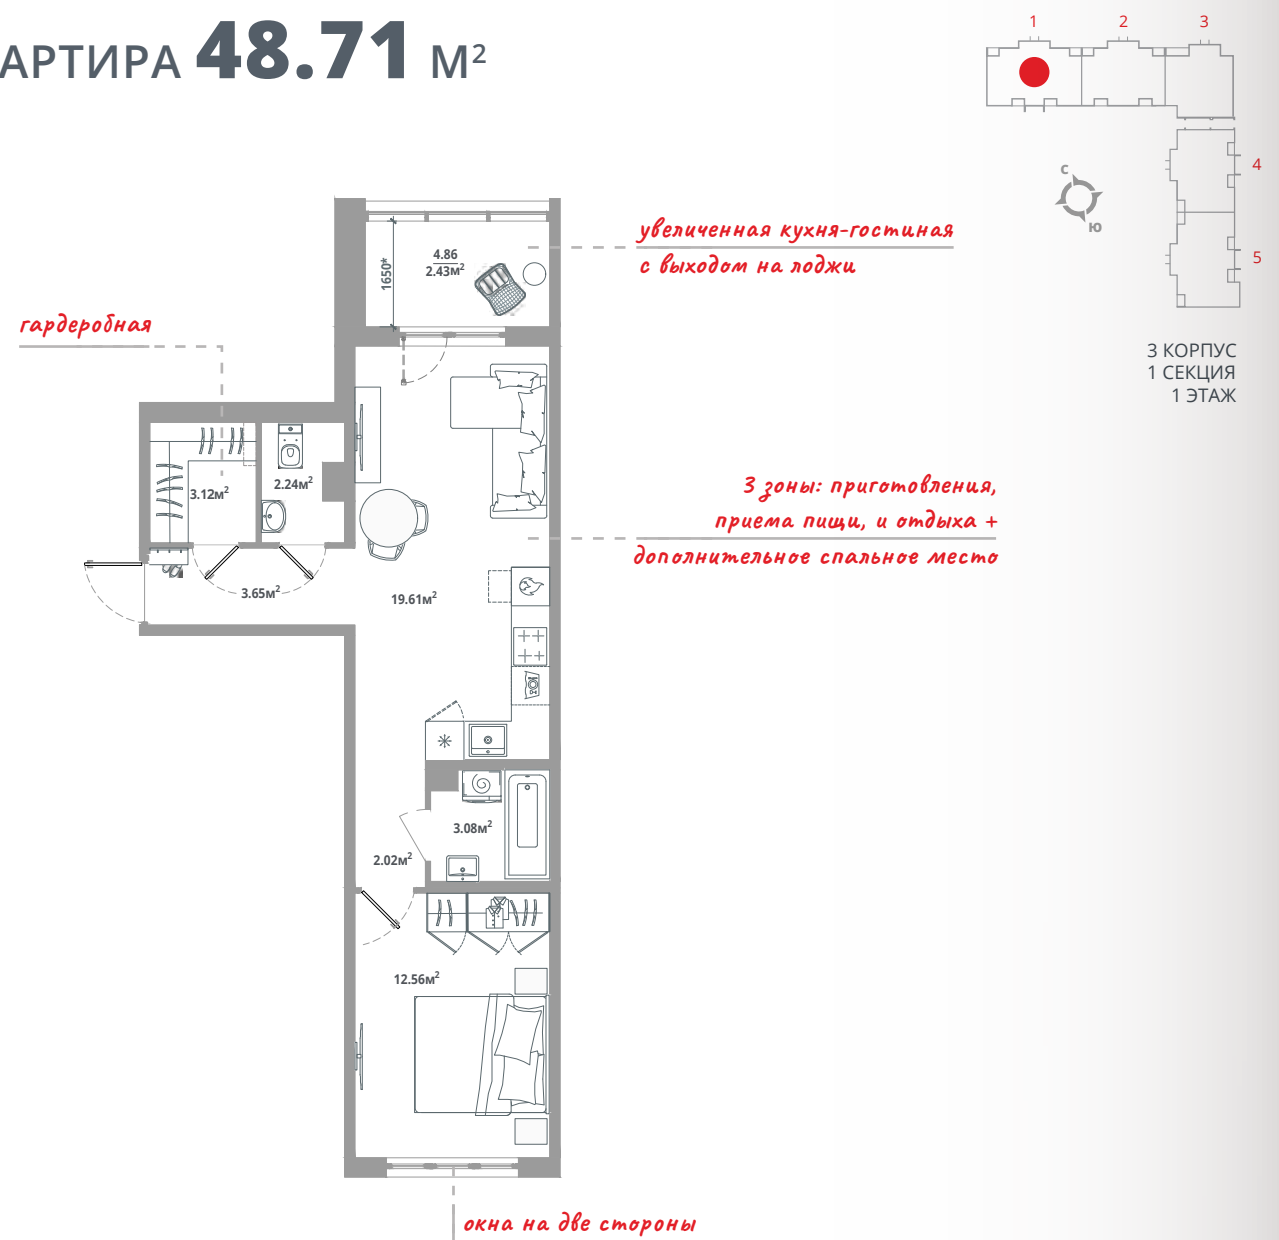 АРТИРА 48.71 М²
1
2
3
4
5
С
Ю
3 КОРПУС
1 СЕКЦИЯ
1 ЭТАЖ
увеличенная кухня-гостиная
с выходом на лоджи
4.86
2.43м²
1650*
гардеробная
3.12м²
2.24м²
3 зоны: приготовления,
приема пищи, и отдыха +
дополнительное спальное место
3.65м²
19.61м²
3.08м²
2.02м²
12.56м²
окна на две стороны